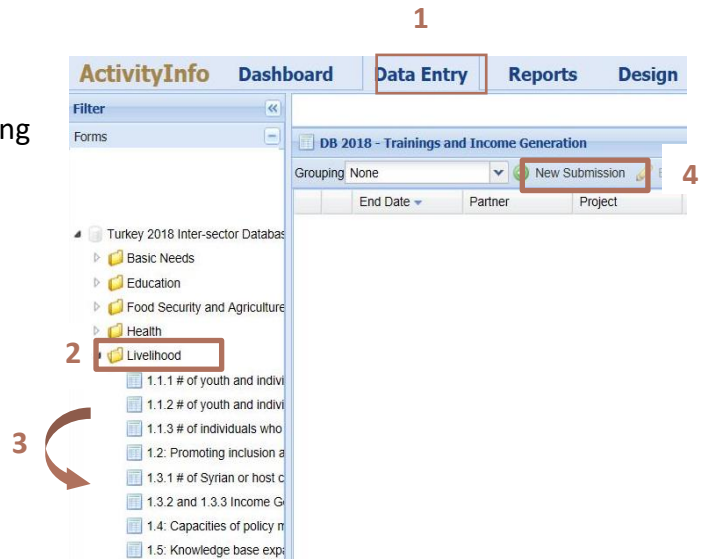 1
ActivityInfo Dashboard Data Entry Reports Design
Filter
ng
Forms
DB 2018 - Trainings and Income Generation
Grouping None New Submission
4
End Date Partner Project
Turkey 2018 Inter-sector Databas
Basic Needs
Education
Food Security and Agriculture
Health
2 Livelihood
1.1.1 # of youth and indivi
1.1.2 # of youth and indivi
1.1.3 # of individuals who
3
1.2: Promoting inclusion a
1.3.1 # of Syrian or host c
1.3.2 and 1.3.3 Income G
1.4: Capacities of policy m
1.5: Knowledge base expa